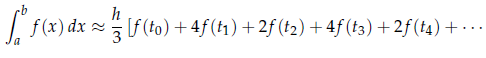 ∫_a^b f(x) dx ≈ h/3 [f(t₀) + 4f(t₁) + 2f(t₂) + 4f(t₃) + 2f(t₄) + ···